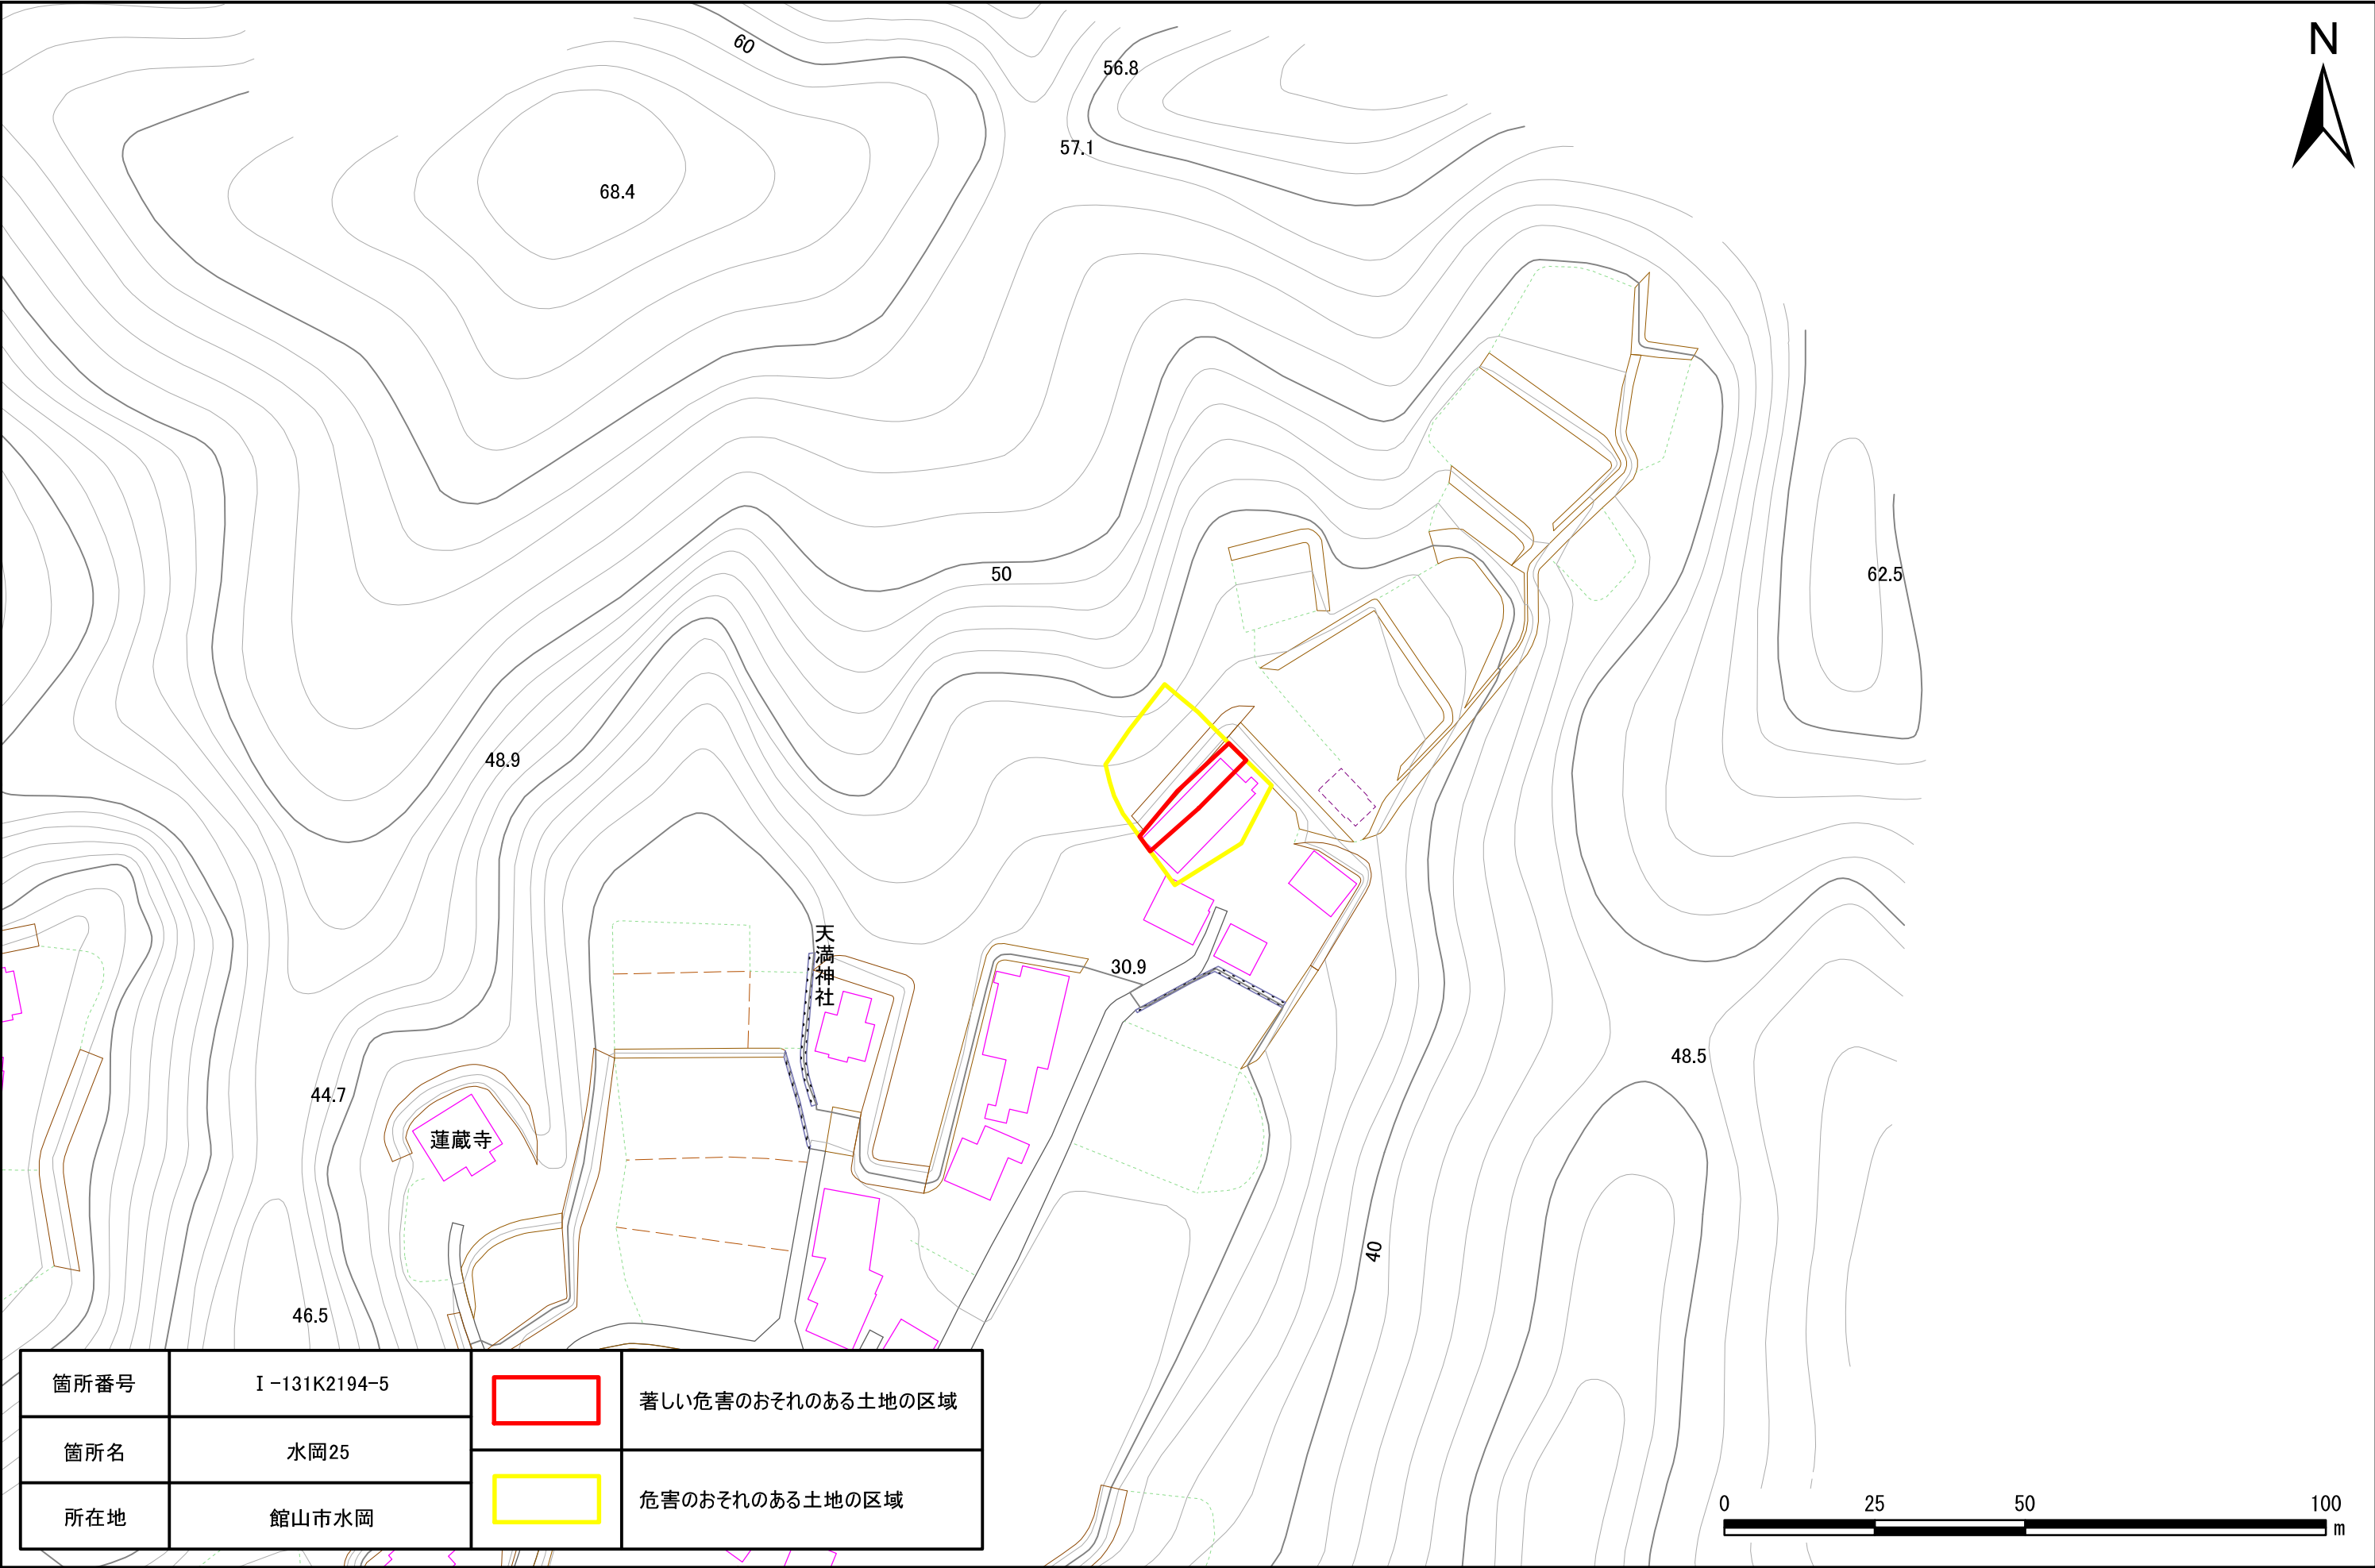 60
N
56.8
57.1
68.4
50
62.5
48.9
天満神社
30.9
48.5
44.7
蓮蔵寺
40
46.5
箇所番号 Ⅰ-131K2194-5
箇所名 水岡25
所在地 館山市水岡
著しい危害のおそれのある土地の区域
危害のおそれのある土地の区域
0 25 50 100
m